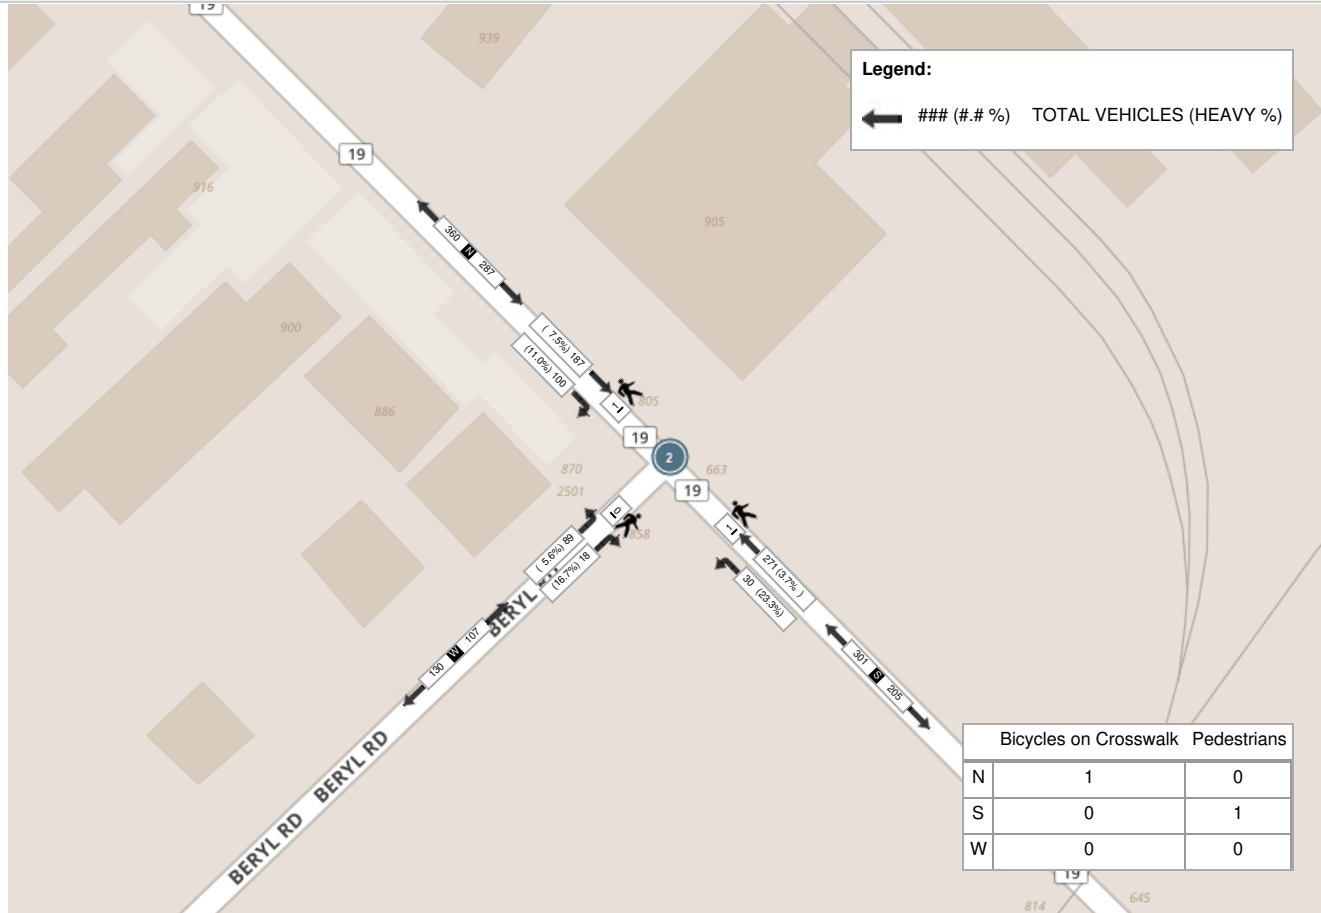 19
939
Legend:
### (#.# %) TOTAL VEHICLES (HEAVY %)
19
916
905
360 N 287
900
( 7.5%) 187
(11.0%) 100
1
805
886
19
2
870
663
2501
19
0
858
1
( 5.6%) 89
(16.7%) 18
271 (3.7% )
30 (23.3%)
BERYL
130 W 107
301 S 205
BERYL RD
BERYL RD
Bicycles on Crosswalk Pedestrians
N 1 0
S 0 1
W 0 0
19
814
645